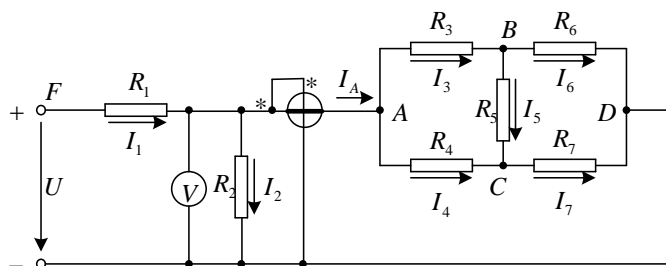 R3 B R6
F R1 * * IA I3 I6
+ A R5 I5 D
I1 R4 R7
U V R2 I2 C
I4 I7
−